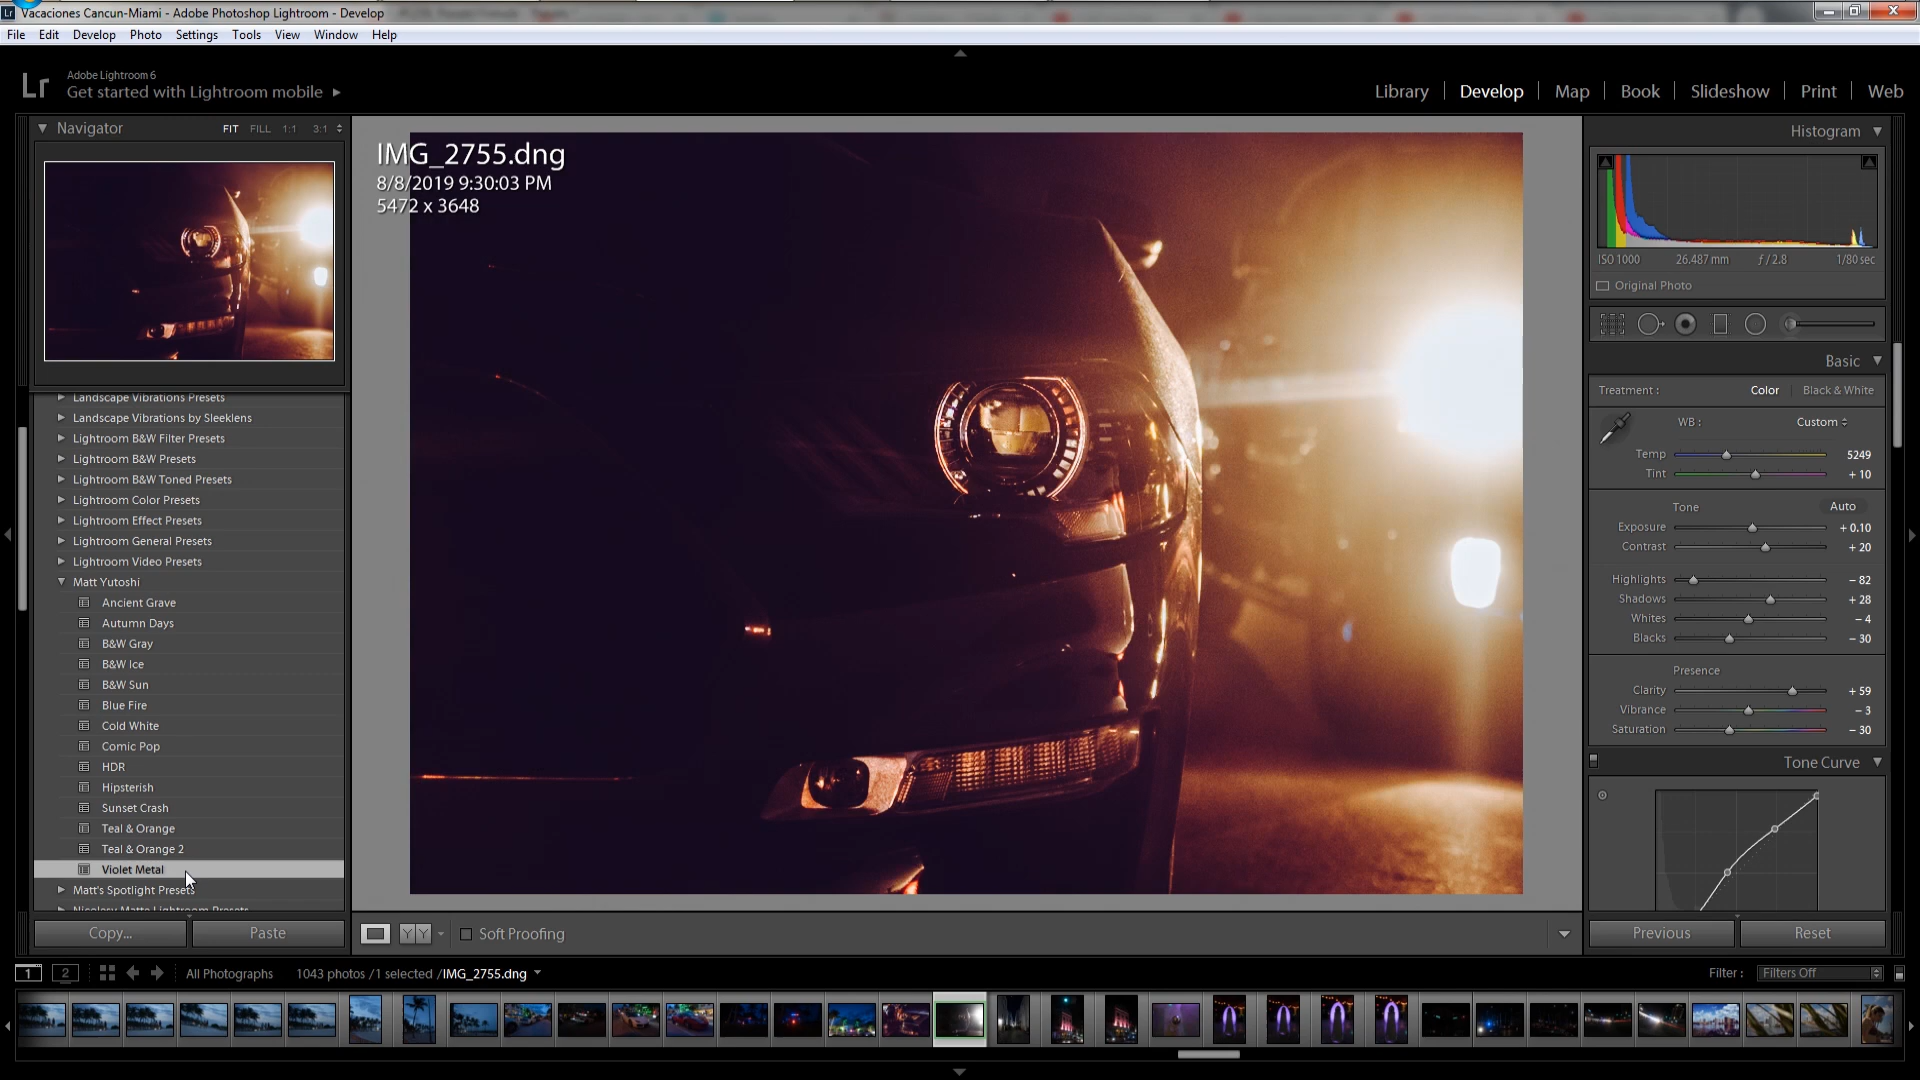 Vacaciones Cancun-Miami - Adobe Photoshop Lightroom - Develop
File Edit Develop Photo Settings Tools View Window Help
Lr
Adobe Lightroom 6
Get started with Lightroom mobile
Library Develop Map Book Slideshow Print Web
Navigator FIT FILL 1:1 3:1
Landscape Vibrations Presets
Landscape Vibrations by Sleeklens
Lightroom B&W Filter Presets
Lightroom B&W Presets
Lightroom B&W Toned Presets
Lightroom Color Presets
Lightroom Effect Presets
Lightroom General Presets
Lightroom Video Presets
Matt Yutoshi
Ancient Grave
Autumn Days
B&W Gray
B&W Ice
B&W Sun
Blue Fire
Cold White
Comic Pop
HDR
Hipsterish
Sunset Crash
Teal & Orange
Teal & Orange 2
Violet Metal
Matt's Spotlight Presets
Nicolesy Matte Lightroom Presets
Copy... Paste
IMG_2755.dng
8/8/2019 9:30:03 PM
5472 x 3648
YY Soft Proofing
Histogram
ISO 1000 26.487 mm ƒ / 2.8 1/80 sec
Original Photo
Basic
Treatment : Color Black & White
WB : Custom
Temp 5249
Tint + 10
Tone Auto
Exposure + 0.10
Contrast + 20
Highlights − 82
Shadows + 28
Whites − 4
Blacks − 30
Presence
Clarity + 59
Vibrance − 3
Saturation − 30
Tone Curve
Previous Reset
1 2 All Photographs 1043 photos /1 selected /IMG_2755.dng Filter : Filters Off